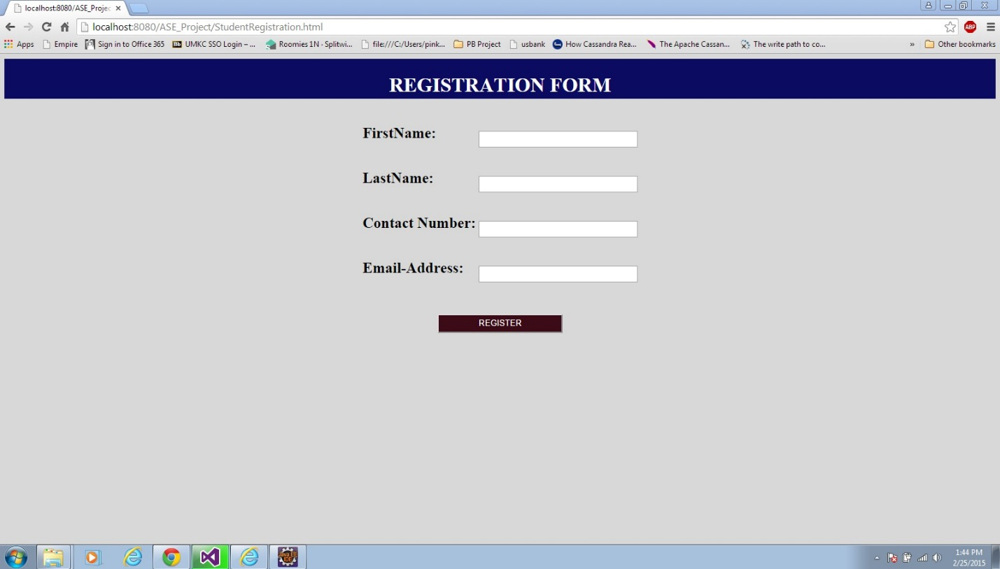 localhost:8080/ASE_Projec
localhost:8080/ASE_Project/StudentRegistration.html
ABP
Apps Empire Sign in to Office 365 Bb UMKC SSO Login – ... Roomies 1N - Splitwi... file:///C:/Users/pink... PB Project usbank How Cassandra Rea... The Apache Cassan... The write path to co... » Other bookmarks
REGISTRATION FORM
FirstName:
LastName:
Contact Number:
Email-Address:
REGISTER
Java EE
IDE
1:44 PM
2/25/2015